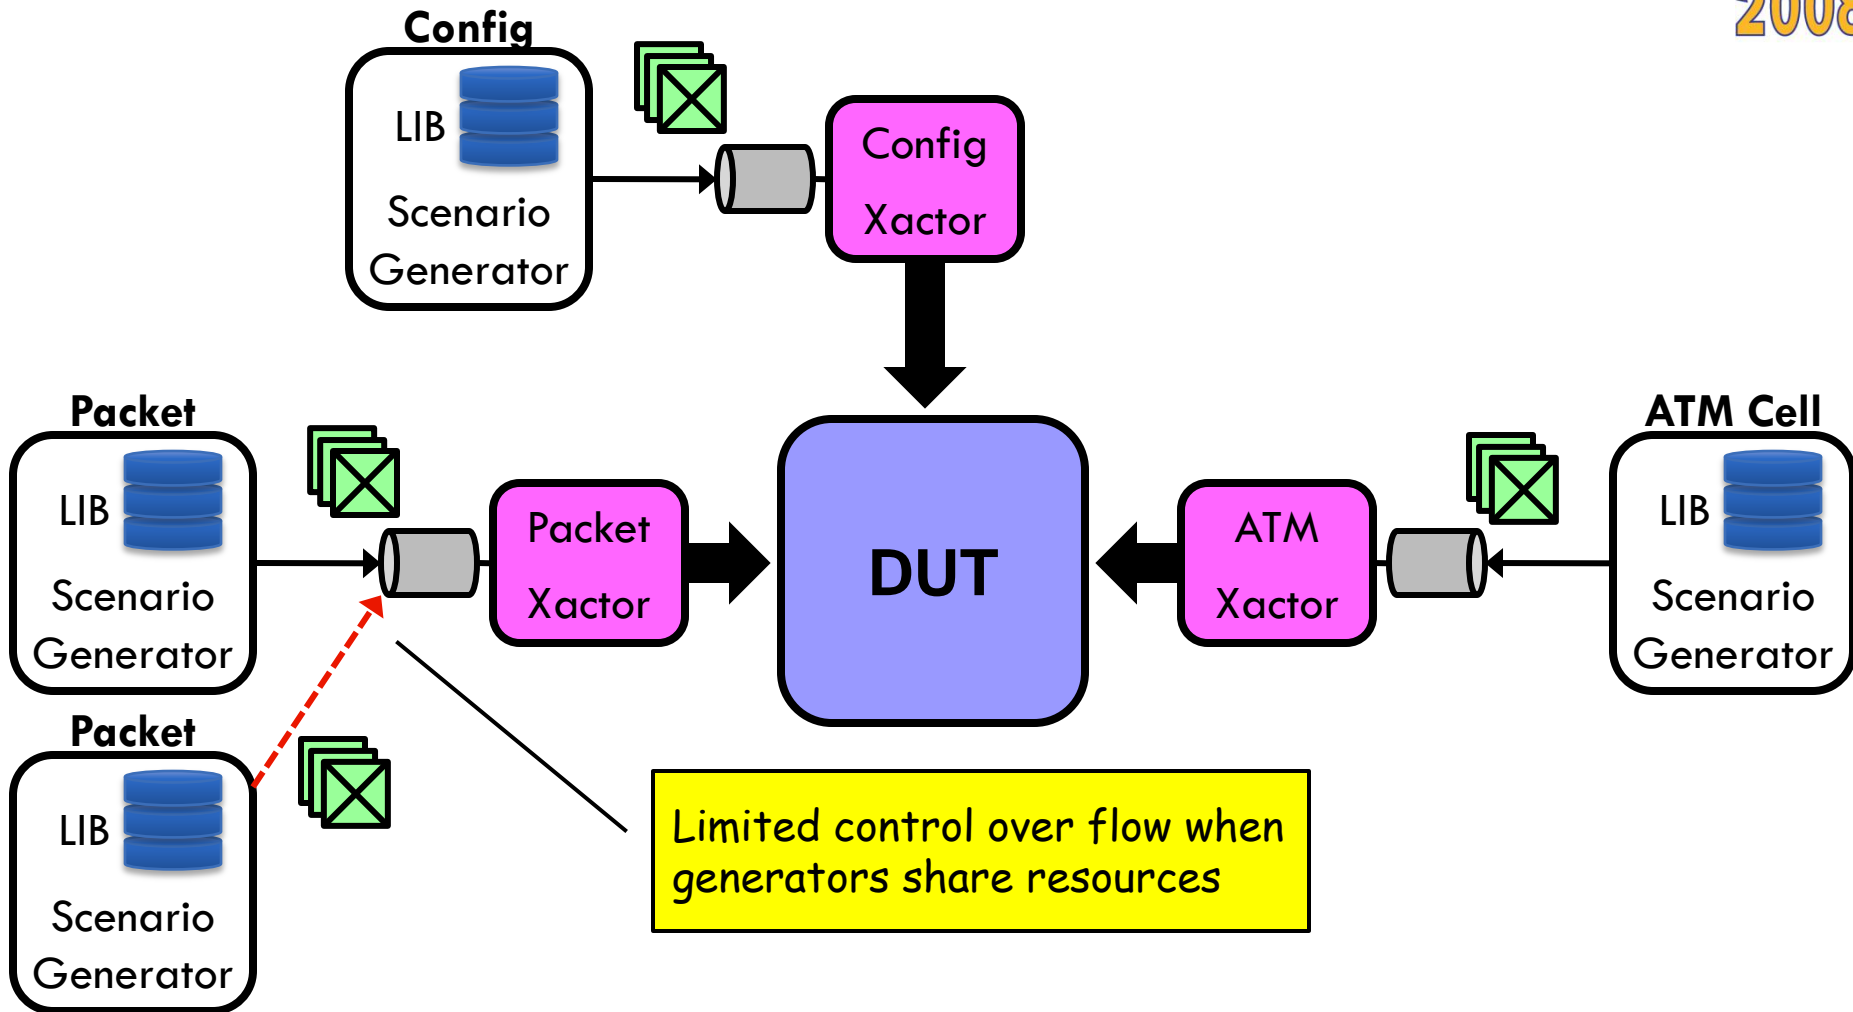 2008
Config
LIB
Scenario
Generator
Config
Xactor
Packet
LIB
Scenario
Generator
Packet
Xactor
DUT
ATM
Xactor
ATM Cell
LIB
Scenario
Generator
Packet
LIB
Scenario
Generator
Limited control over flow when
generators share resources